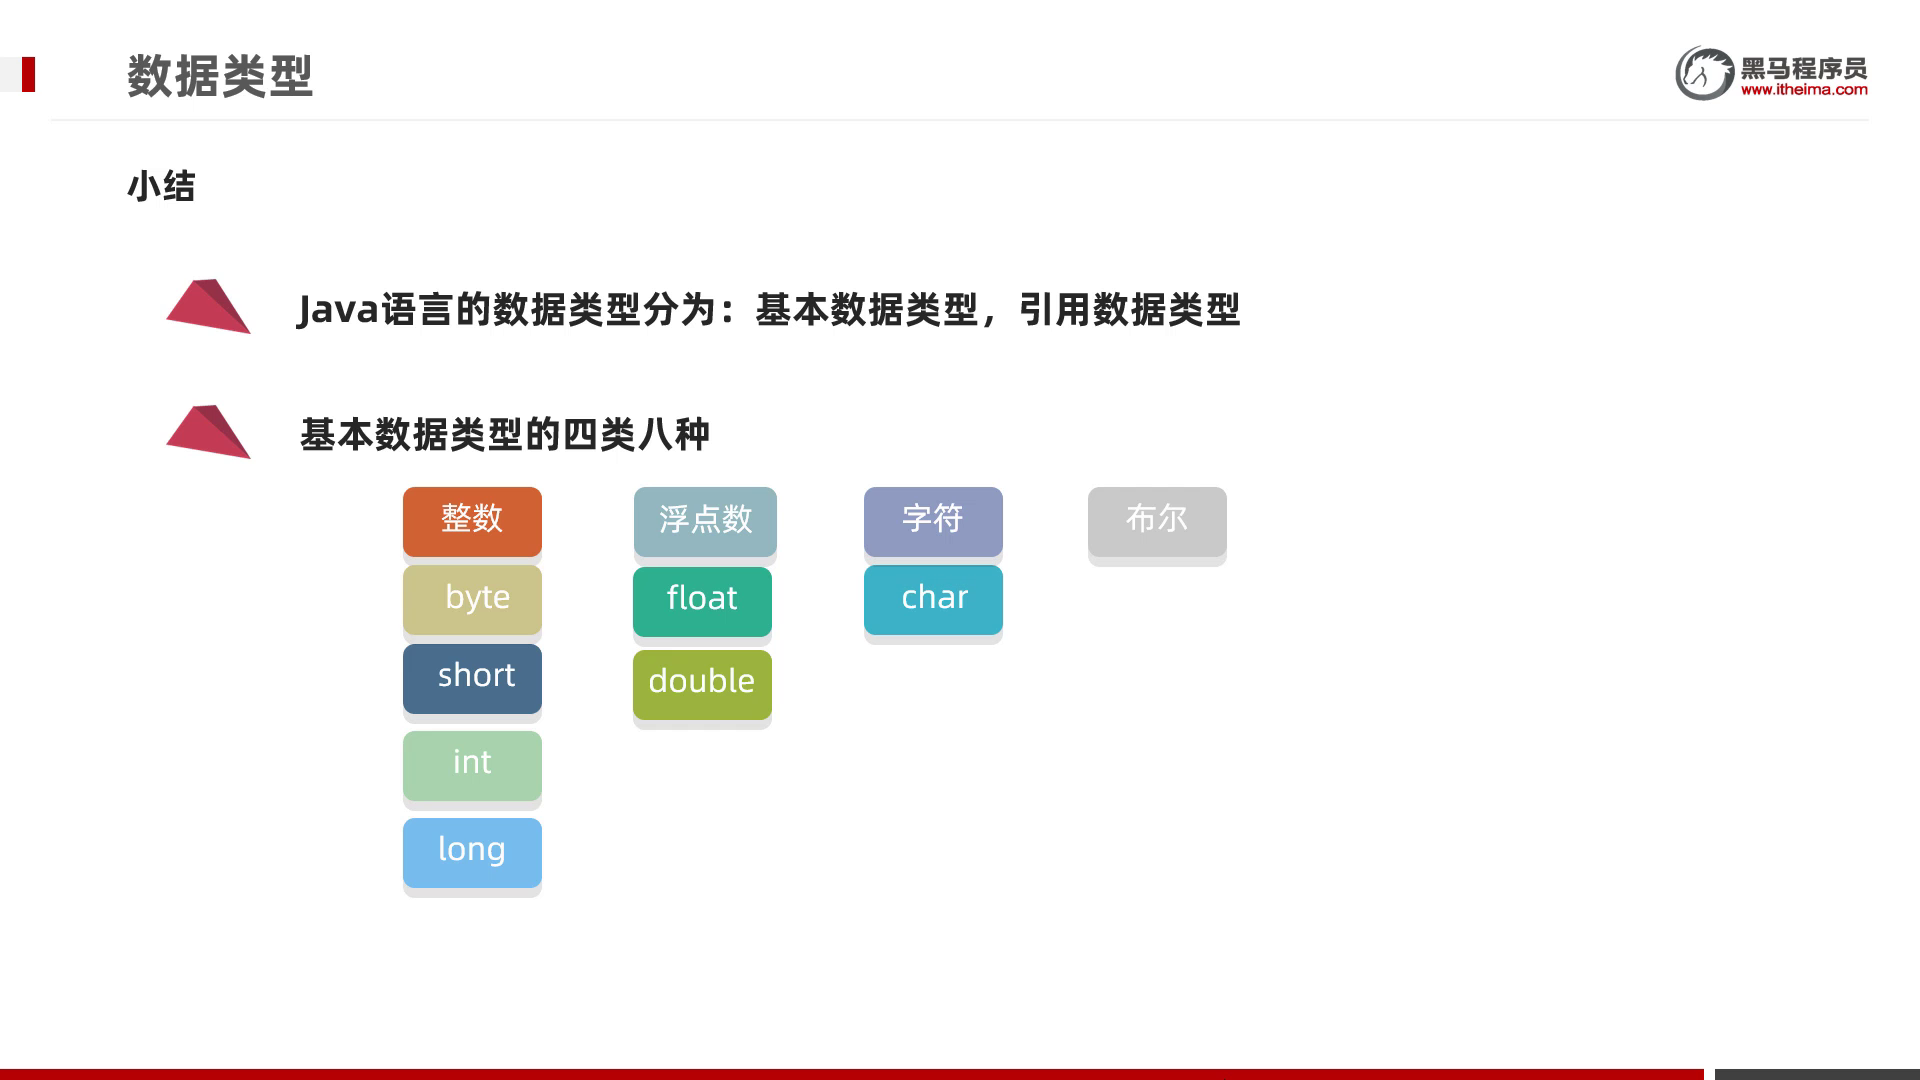 数据类型
黑马程序员
www.itheima.com
小结
Java语言的数据类型分为：基本数据类型，引用数据类型
基本数据类型的四类八种
整数 浮点数 字符 布尔
byte float char
short double
int
long